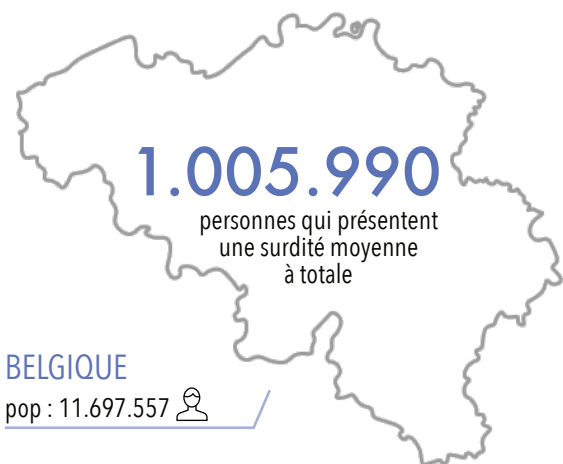 1.005.990
personnes qui présentent
une surdité moyenne
à totale
BELGIQUE
pop : 11.697.557